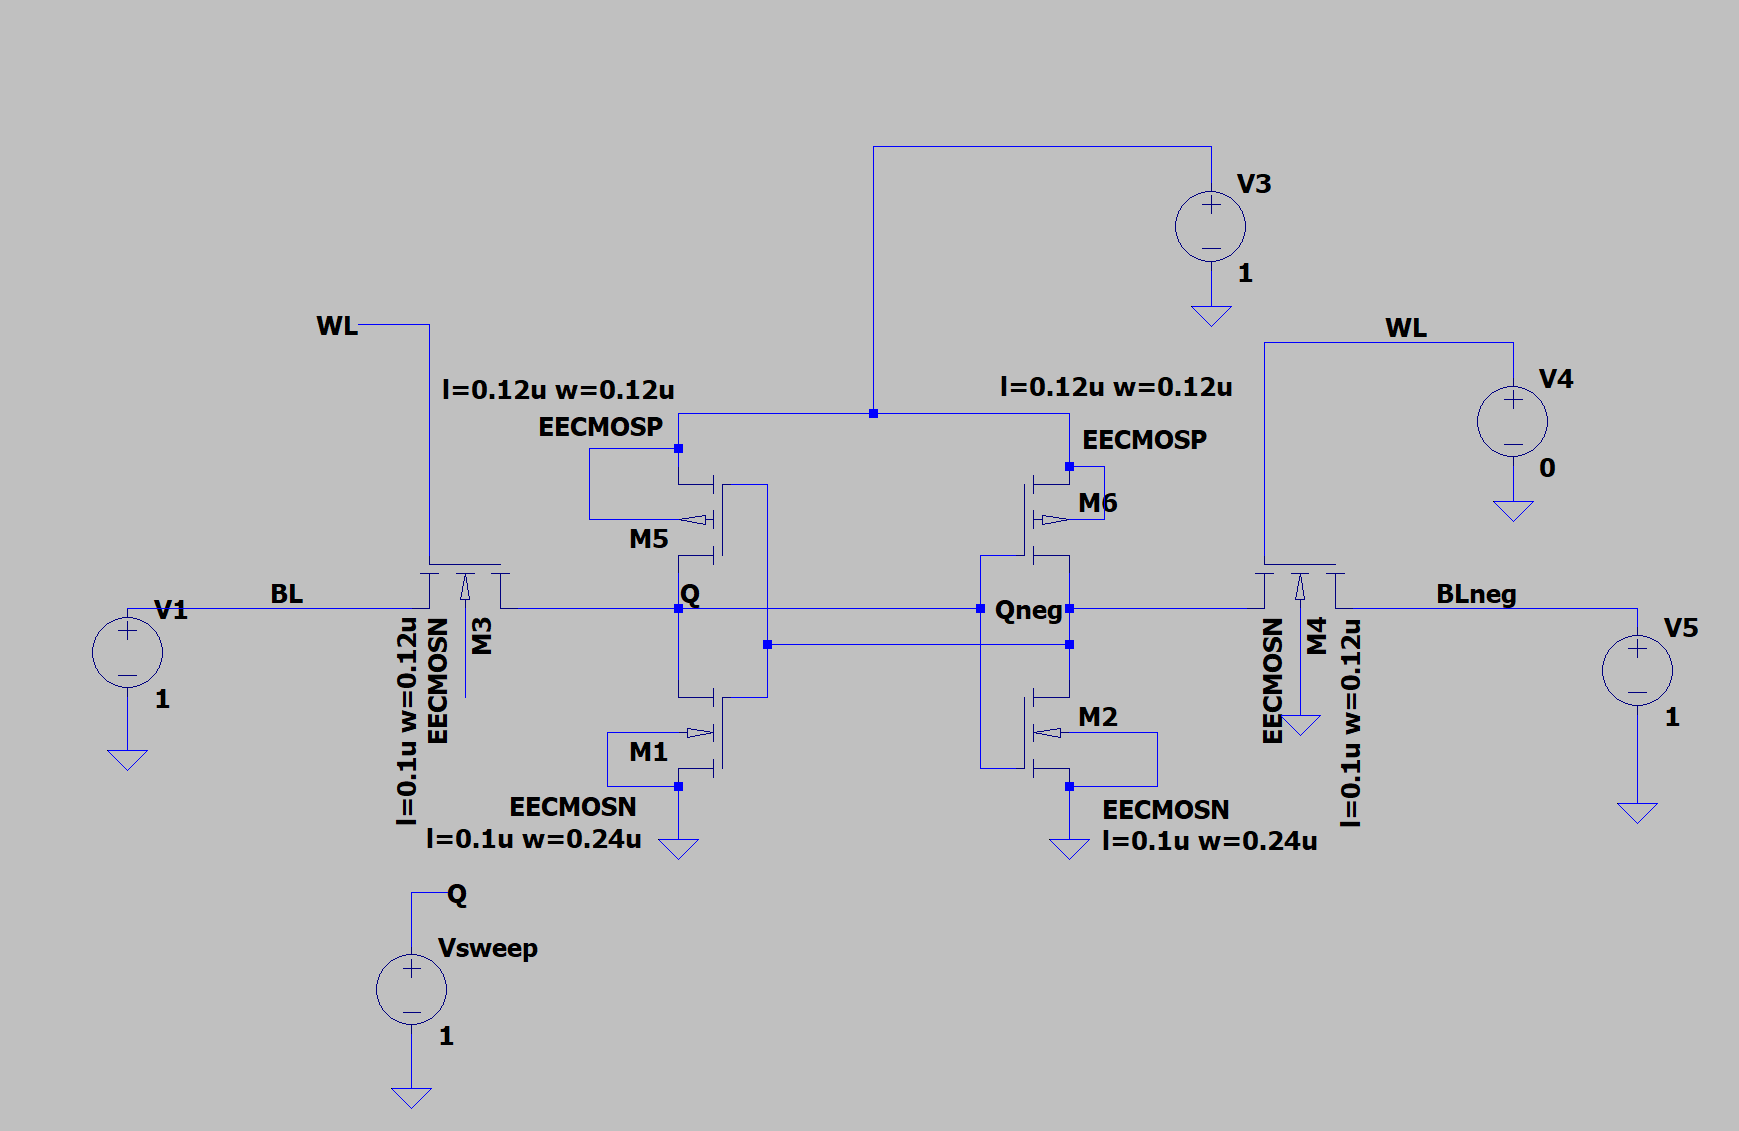 V3
1
WL
WL
V4
0
l=0.12u w=0.12u
EECMOSP
M5
l=0.12u w=0.12u
EECMOSP
M6
V1
1
BL
l=0.1u w=0.12u
EECMOSN
M3
Q
Qneg
EECMOSN
M4
l=0.1u w=0.12u
BLneg
V5
1
M1
EECMOSN
l=0.1u w=0.24u
M2
EECMOSN
l=0.1u w=0.24u
Q
Vsweep
1